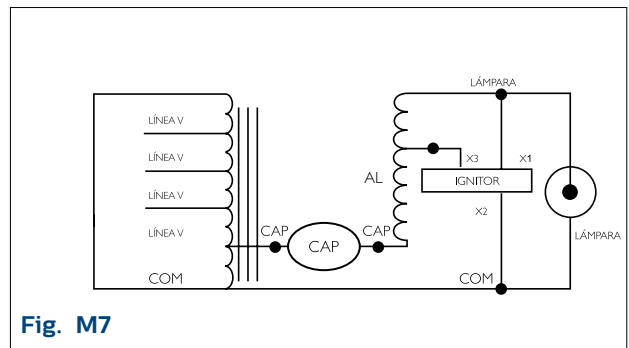 LÁMPARA
LÍNEA V
LÍNEA V
X3
X1
AL
IGNITOR
LÍNEA V
X2
LÍNEA V
CAP
CAP
CAP
LÁMPARA
COM
COM
Fig. M7